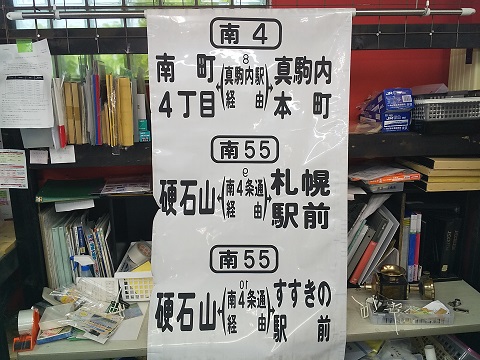 南4
南町4丁目 ←(8 真駒内駅経由)→ 真駒内本町
南55
硬石山 ←(e 南4条通経由)→ 札幌駅前
南55
硬石山 ←(or 南4条通経由)→ すすきの駅前